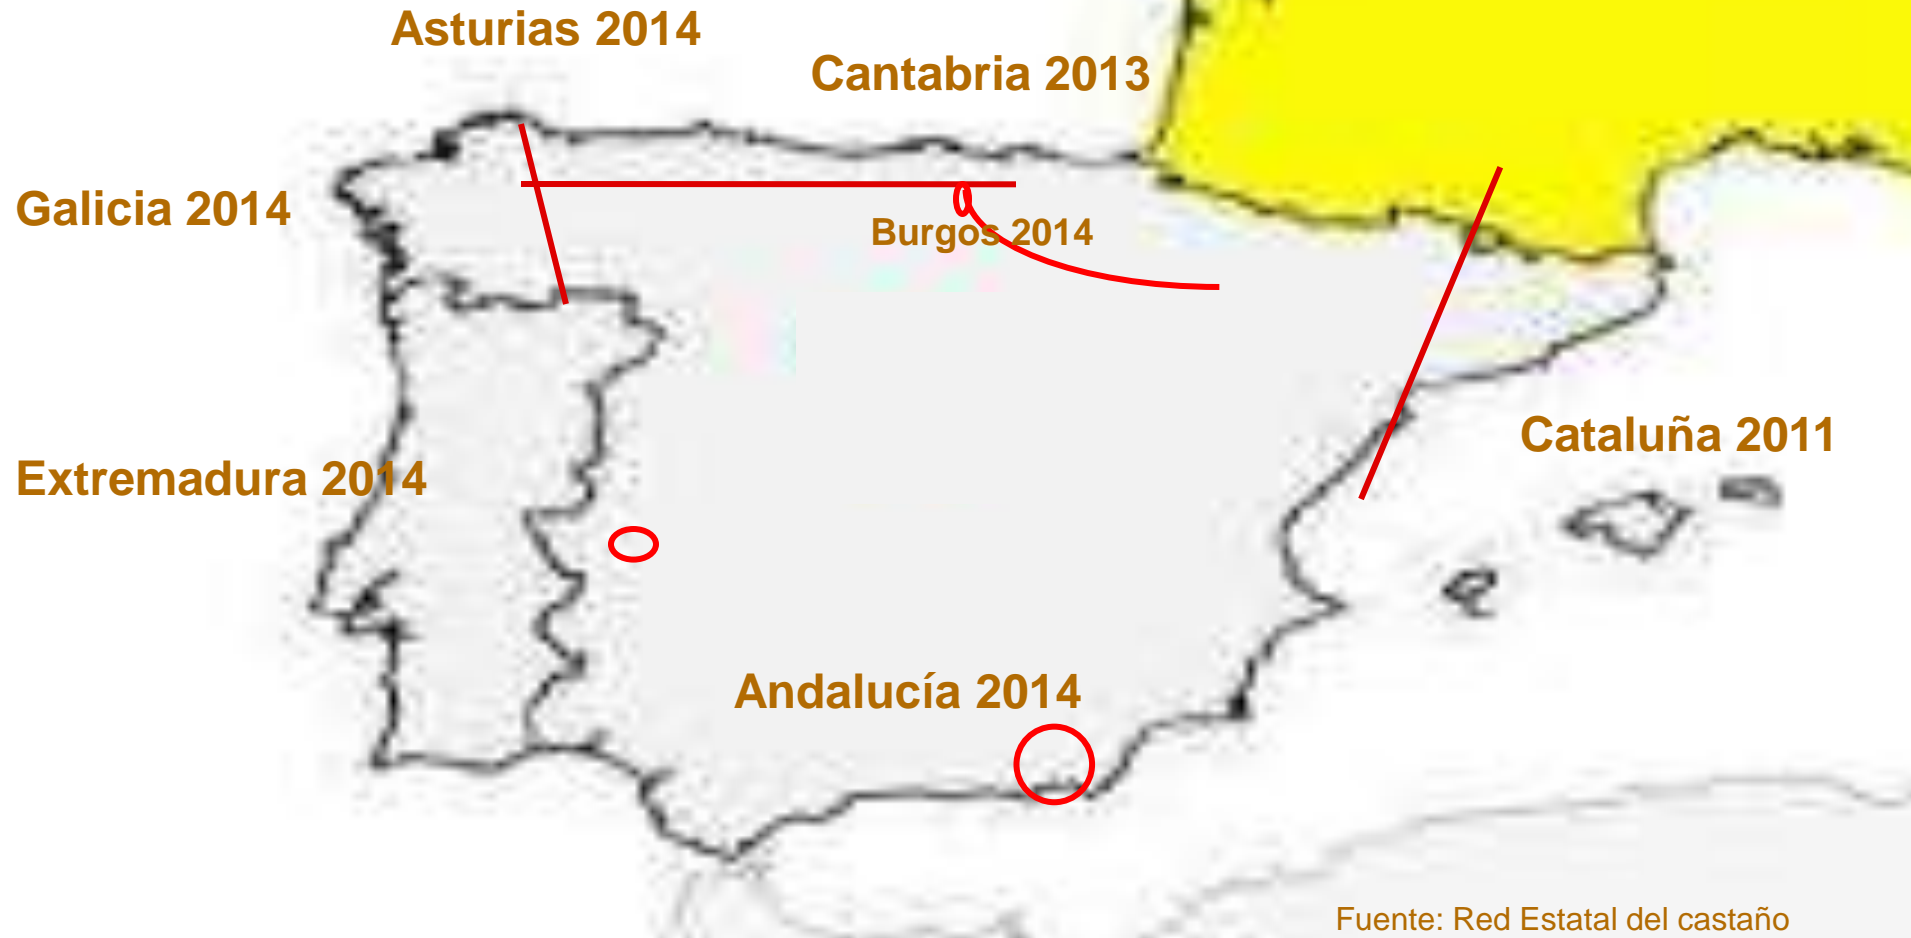 Asturias 2014
Cantabria 2013
Galicia 2014
Burgos 2014
Cataluña 2011
Extremadura 2014
Andalucía 2014
Fuente: Red Estatal del castaño